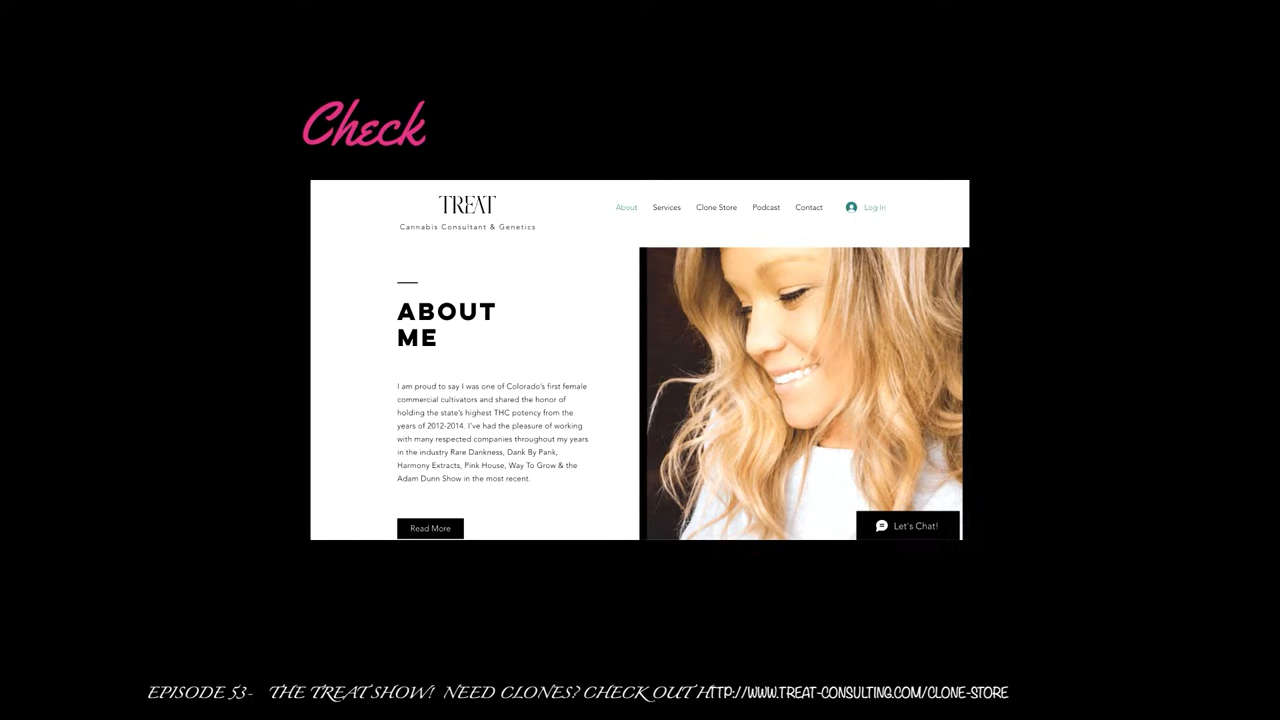 Check
TREAT
Cannabis Consultant & Genetics
About Services Clone Store Podcast Contact Log In
ABOUT
ME
I am proud to say I was one of Colorado's first female
commercial cultivators and shared the honor of
holding the state's highest THC potency from the
years of 2012-2014. I've had the pleasure of working
with many respected companies throughout my years
in the industry Rare Dankness, Dank By Pank,
Harmony Extracts, Pink House, Way To Grow & the
Adam Dunn Show in the most recent.
Read More
Let's Chat!
EPISODE 53- THE TREAT SHOW! NEED CLONES? CHECK OUT HTTP://WWW.TREAT-CONSULTING.COM/CLONE-STORE